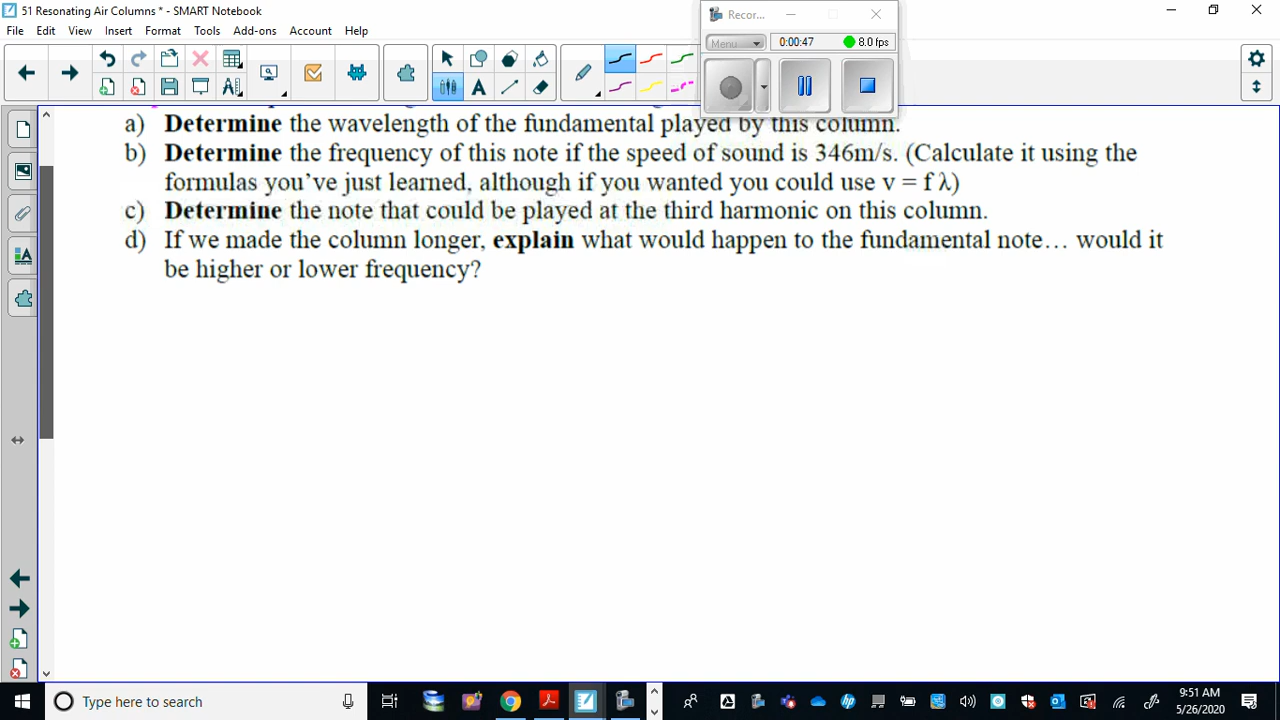 51 Resonating Air Columns * - SMART Notebook
File Edit View Insert Format Tools Add-ons Account Help
Recor...
Menu 0:00:47 8.0 fps
a) Determine the wavelength of the fundamental played by this column.
b) Determine the frequency of this note if the speed of sound is 346m/s. (Calculate it using the
formulas you’ve just learned, although if you wanted you could use v = f λ)
c) Determine the note that could be played at the third harmonic on this column.
d) If we made the column longer, explain what would happen to the fundamental note… would it
be higher or lower frequency?
Type here to search
9:51 AM
5/26/2020